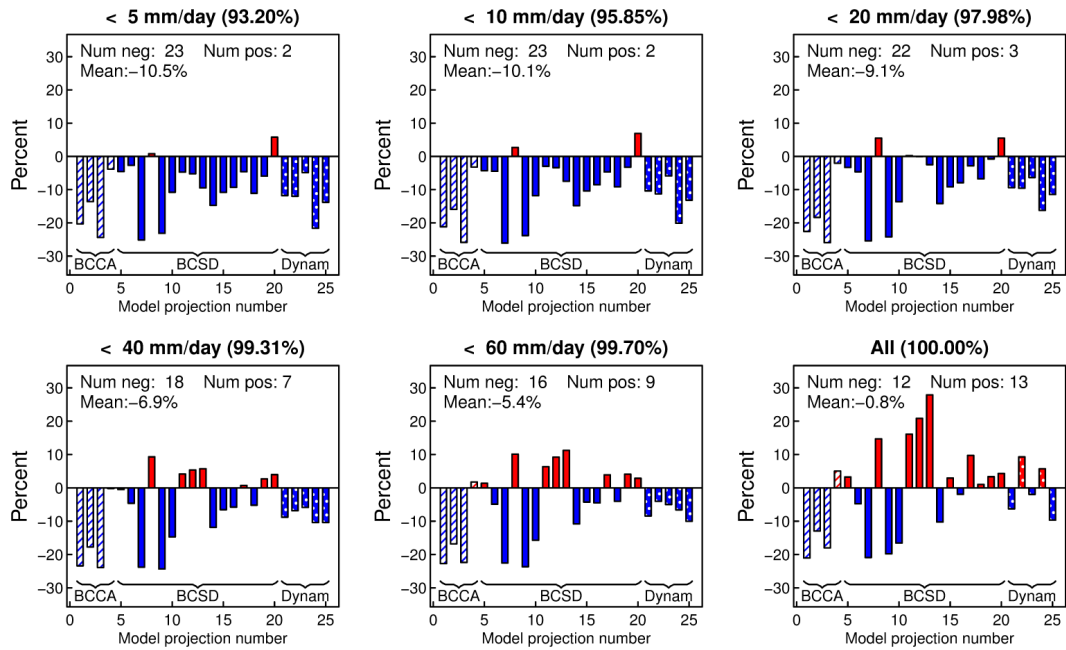 < 5 mm/day (93.20%)
Num neg: 23 Num pos: 2
Mean:−10.5%
Percent
30
20
10
0
−10
−20
−30
BCCA BCSD Dynam
0 5 10 15 20 25
Model projection number
< 10 mm/day (95.85%)
Num neg: 23 Num pos: 2
Mean:−10.1%
Percent
30
20
10
0
−10
−20
−30
BCCA BCSD Dynam
0 5 10 15 20 25
Model projection number
< 20 mm/day (97.98%)
Num neg: 22 Num pos: 3
Mean:−9.1%
Percent
30
20
10
0
−10
−20
−30
BCCA BCSD Dynam
0 5 10 15 20 25
Model projection number
< 40 mm/day (99.31%)
Num neg: 18 Num pos: 7
Mean:−6.9%
Percent
30
20
10
0
−10
−20
−30
BCCA BCSD Dynam
0 5 10 15 20 25
Model projection number
< 60 mm/day (99.70%)
Num neg: 16 Num pos: 9
Mean:−5.4%
Percent
30
20
10
0
−10
−20
−30
BCCA BCSD Dynam
0 5 10 15 20 25
Model projection number
All (100.00%)
Num neg: 12 Num pos: 13
Mean:−0.8%
Percent
30
20
10
0
−10
−20
−30
BCCA BCSD Dynam
0 5 10 15 20 25
Model projection number